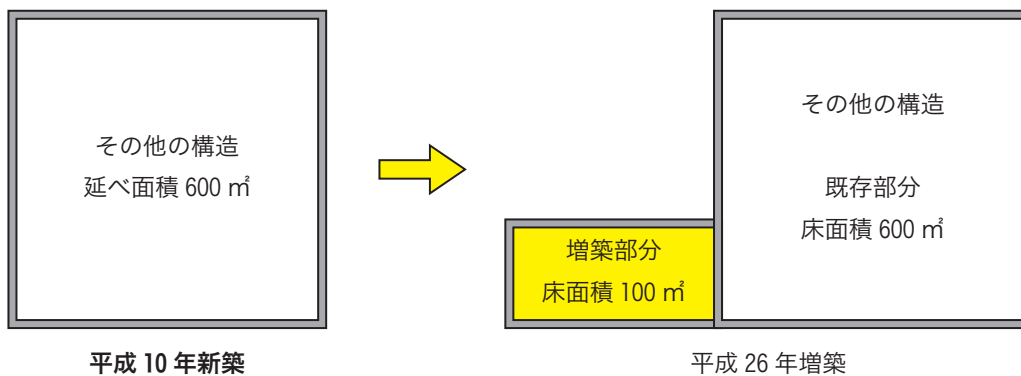 その他の構造
延べ面積 600 ㎡
平成 10 年新築
増築部分
床面積 100 ㎡
その他の構造
既存部分
床面積 600 ㎡
平成 26 年増築